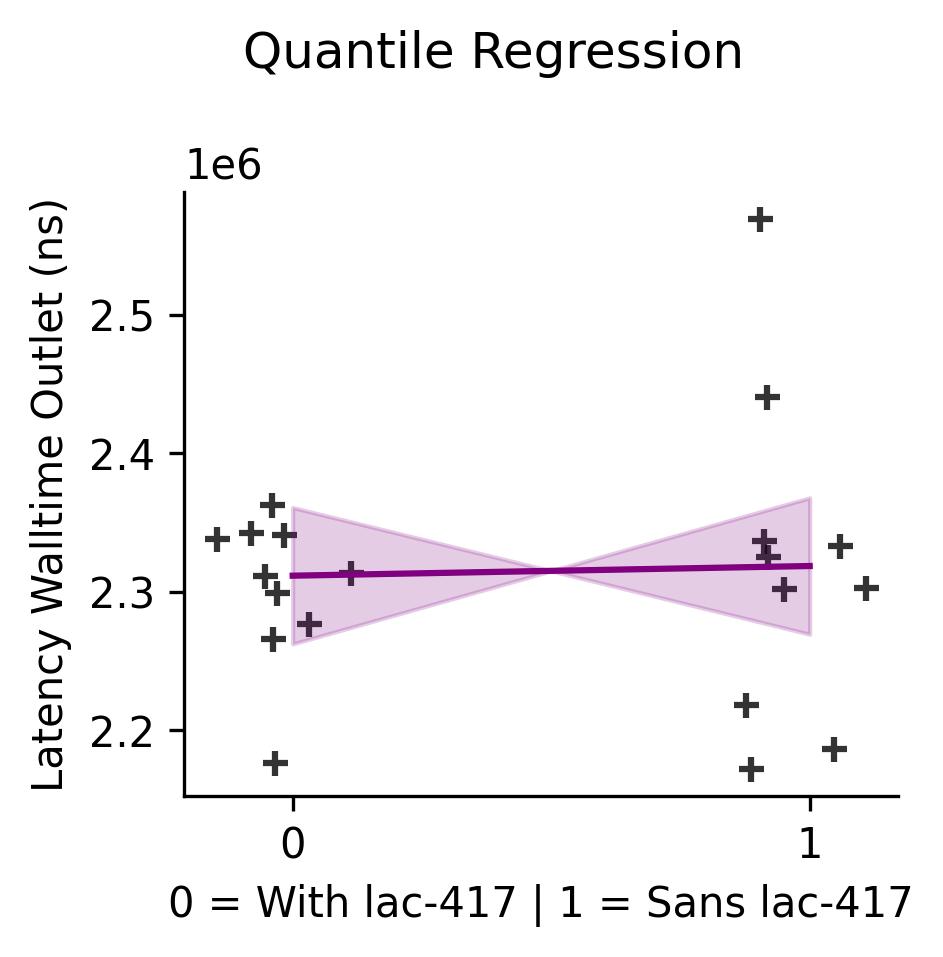 Quantile Regression
1e6
Latency Walltime Outlet (ns)
2.5
2.4
2.3
2.2
0
1
0 = With lac-417 | 1 = Sans lac-417